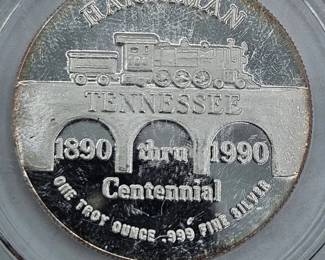 HARRIMAN
TENNESSEE
1890 thru 1990
Centennial
ONE TROY OUNCE .999 FINE SILVER